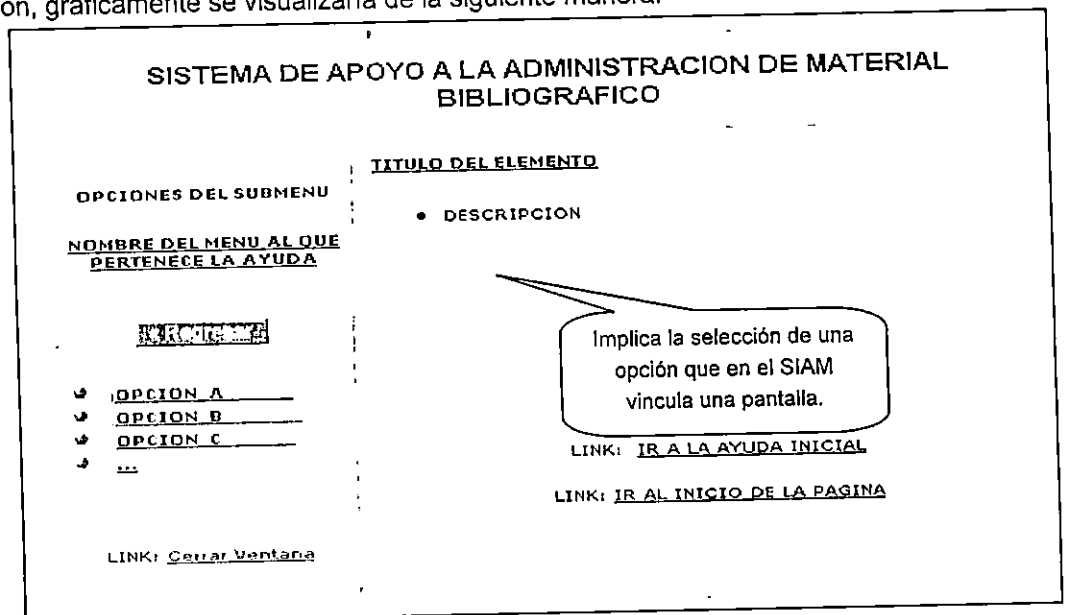 ón, gráficamente se visualizaría de la siguiente manera:
SISTEMA DE APOYO A LA ADMINISTRACION DE MATERIAL
BIBLIOGRAFICO
OPCIONES DEL SUBMENU
NOMBRE DEL MENU AL QUE
PERTENECE LA AYUDA
OPCION A
OPCION B
OPCION C
...
LINK: Cerrar Ventana
TITULO DEL ELEMENTO
• DESCRIPCION
Implica la selección de una
opción que en el SIAM
vincula una pantalla.
LINK: IR A LA AYUDA INICIAL
LINK: IR AL INICIO DE LA PAGINA